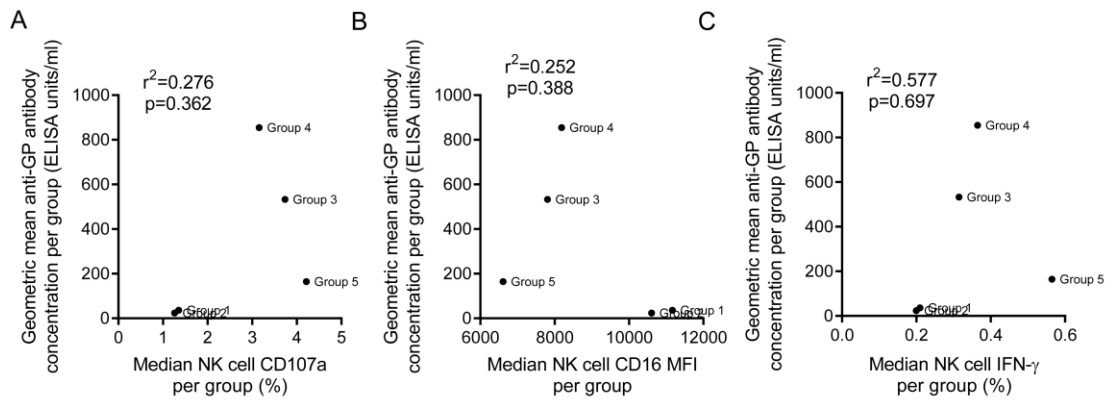 A
Geometric mean anti-GP antibody
concentration per group (ELISA units/ml)
r²=0.276
p=0.362
1000
800
600
400
200
0
Group 4
Group 3
Group 5
Group 1
Group 2
0 1 2 3 4 5
Median NK cell CD107a
per group (%)
B
Geometric mean anti-GP antibody
concentration per group (ELISA units/ml)
r²=0.252
p=0.388
1000
800
600
400
200
0
Group 4
Group 3
Group 5
Group 1
Group 2
6000 8000 10000 12000
Median NK cell CD16 MFI
per group
C
Geometric mean anti-GP antibody
concentration per group (ELISA units/ml)
r²=0.577
p=0.697
1000
800
600
400
200
0
Group 4
Group 3
Group 5
Group 1
Group 2
0.0 0.2 0.4 0.6
Median NK cell IFN-γ
per group (%)